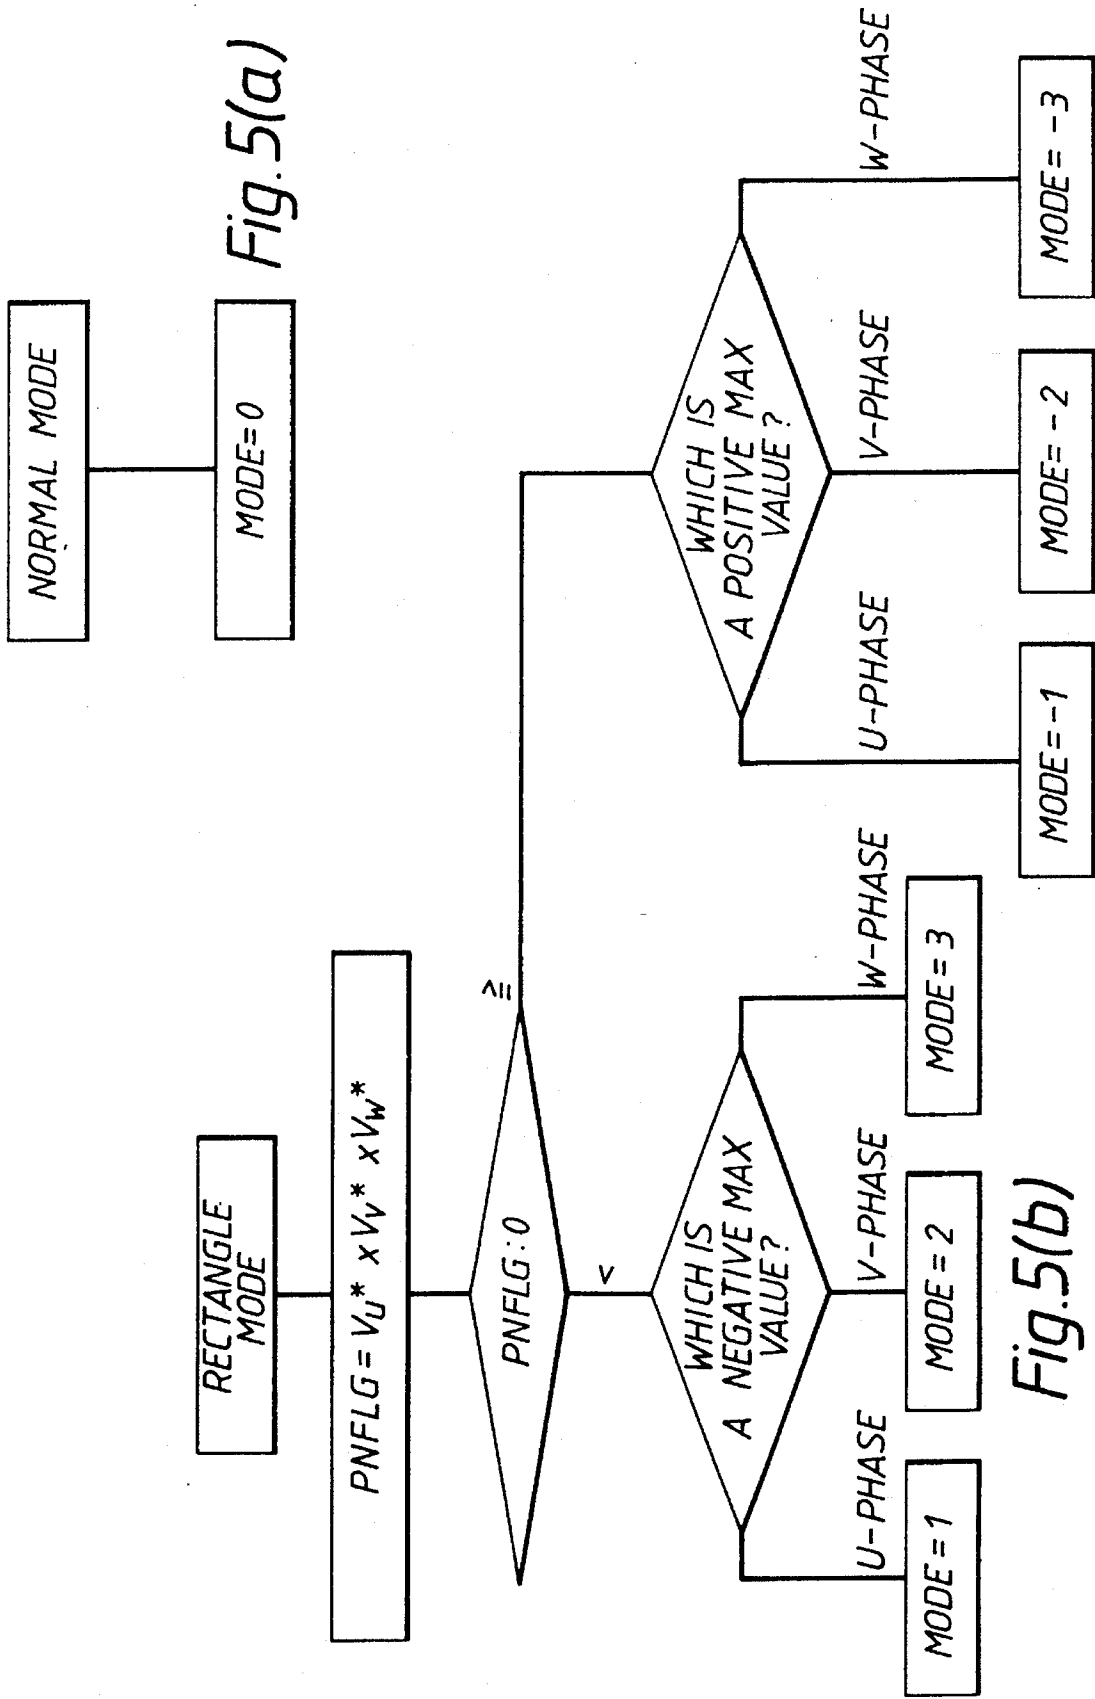 NORMAL MODE
MODE=0
Fig.5(a)
RECTANGLE
MODE
PNFLG = VU* x VV* x VW*
PNFLG : 0
≧
<
WHICH IS
A NEGATIVE MAX
VALUE?
U-PHASE
V-PHASE
W-PHASE
MODE = 1
MODE = 2
MODE = 3
WHICH IS
A POSITIVE MAX
VALUE?
U-PHASE
V-PHASE
W-PHASE
MODE = -1
MODE = -2
MODE = -3
Fig.5(b)